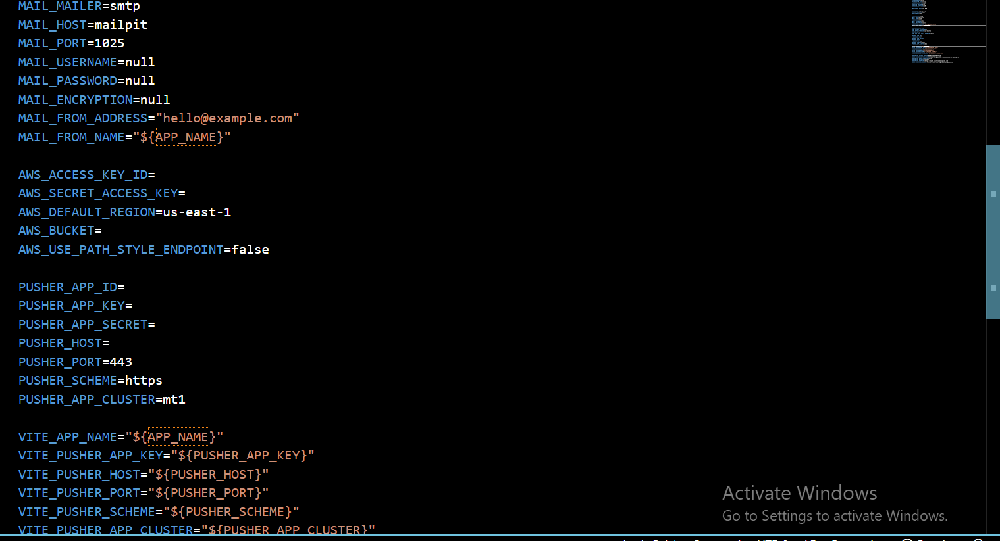 MAIL_MAILER=smtp
MAIL_HOST=mailpit
MAIL_PORT=1025
MAIL_USERNAME=null
MAIL_PASSWORD=null
MAIL_ENCRYPTION=null
MAIL_FROM_ADDRESS="hello@example.com"
MAIL_FROM_NAME="${APP_NAME}"

AWS_ACCESS_KEY_ID=
AWS_SECRET_ACCESS_KEY=
AWS_DEFAULT_REGION=us-east-1
AWS_BUCKET=
AWS_USE_PATH_STYLE_ENDPOINT=false

PUSHER_APP_ID=
PUSHER_APP_KEY=
PUSHER_APP_SECRET=
PUSHER_HOST=
PUSHER_PORT=443
PUSHER_SCHEME=https
PUSHER_APP_CLUSTER=mt1

VITE_APP_NAME="${APP_NAME}"
VITE_PUSHER_APP_KEY="${PUSHER_APP_KEY}"
VITE_PUSHER_HOST="${PUSHER_HOST}"
VITE_PUSHER_PORT="${PUSHER_PORT}"
VITE_PUSHER_SCHEME="${PUSHER_SCHEME}"
VITE_PUSHER_APP_CLUSTER="${PUSHER_APP_CLUSTER}"
Activate Windows
Go to Settings to activate Windows.